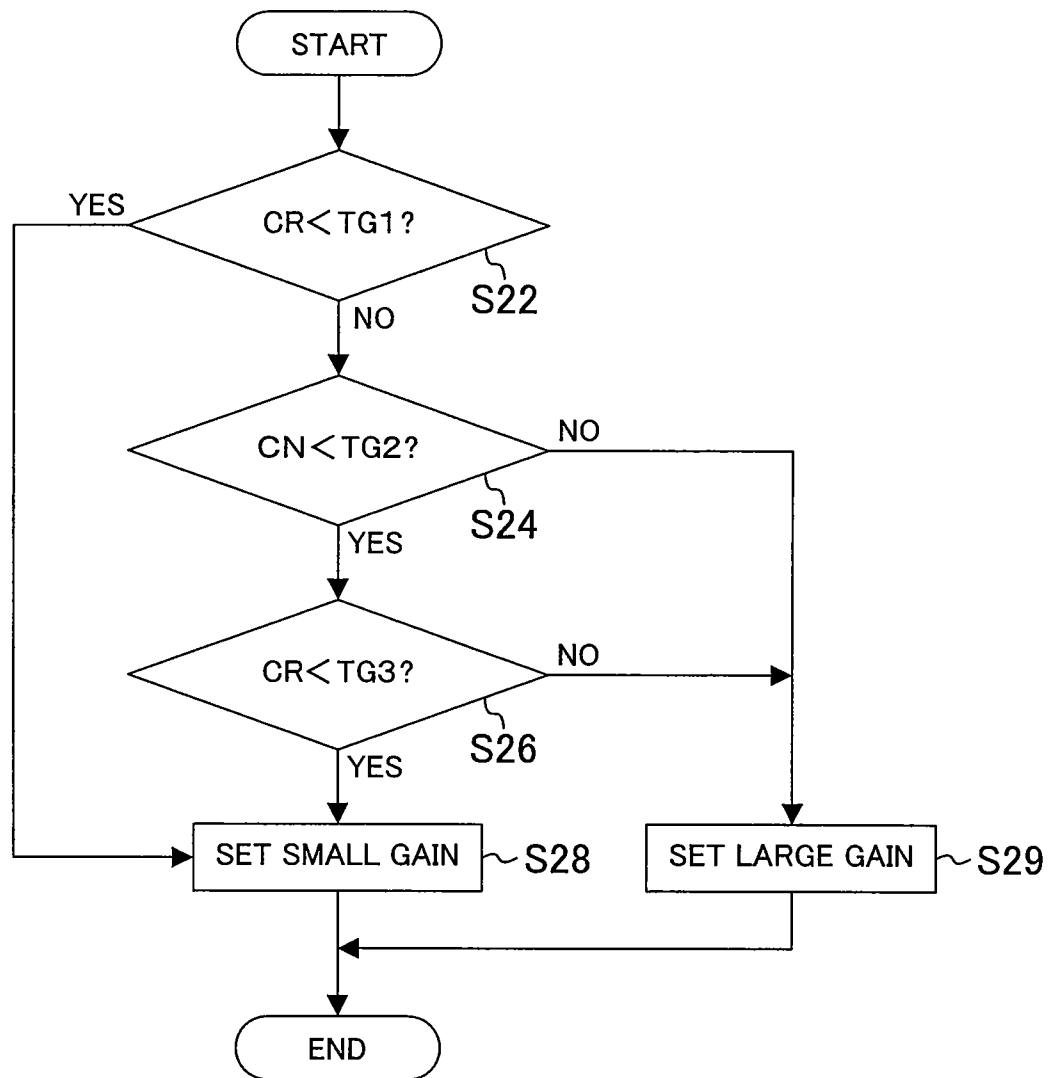 START
YES
CR<TG1?
S22
NO
CN<TG2?
NO
S24
YES
CR<TG3?
NO
S26
YES
SET SMALL GAIN
S28
SET LARGE GAIN
S29
END